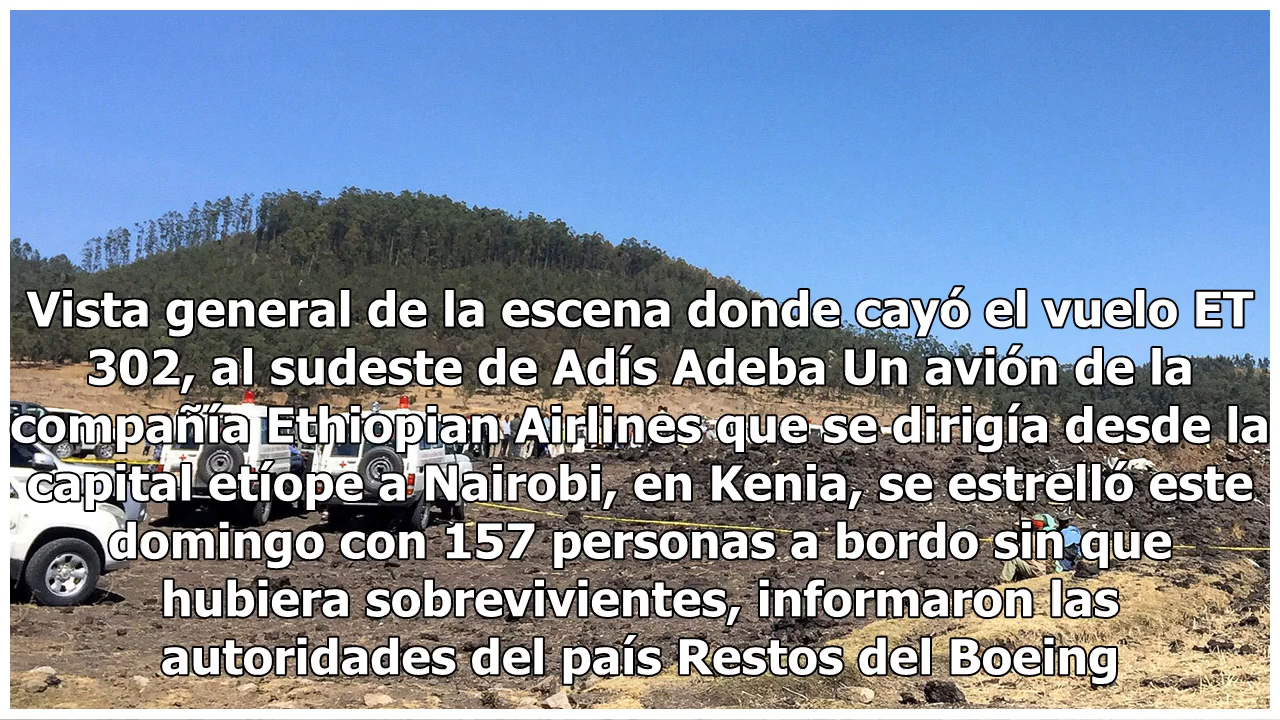 Vista general de la escena donde cayó el vuelo ET
302, al sudeste de Adís Adeba Un avión de la
compañía Ethiopian Airlines que se dirigía desde la
capital etíope a Nairobi, en Kenia, se estrelló este
domingo con 157 personas a bordo sin que
hubiera sobrevivientes, informaron las
autoridades del país Restos del Boeing